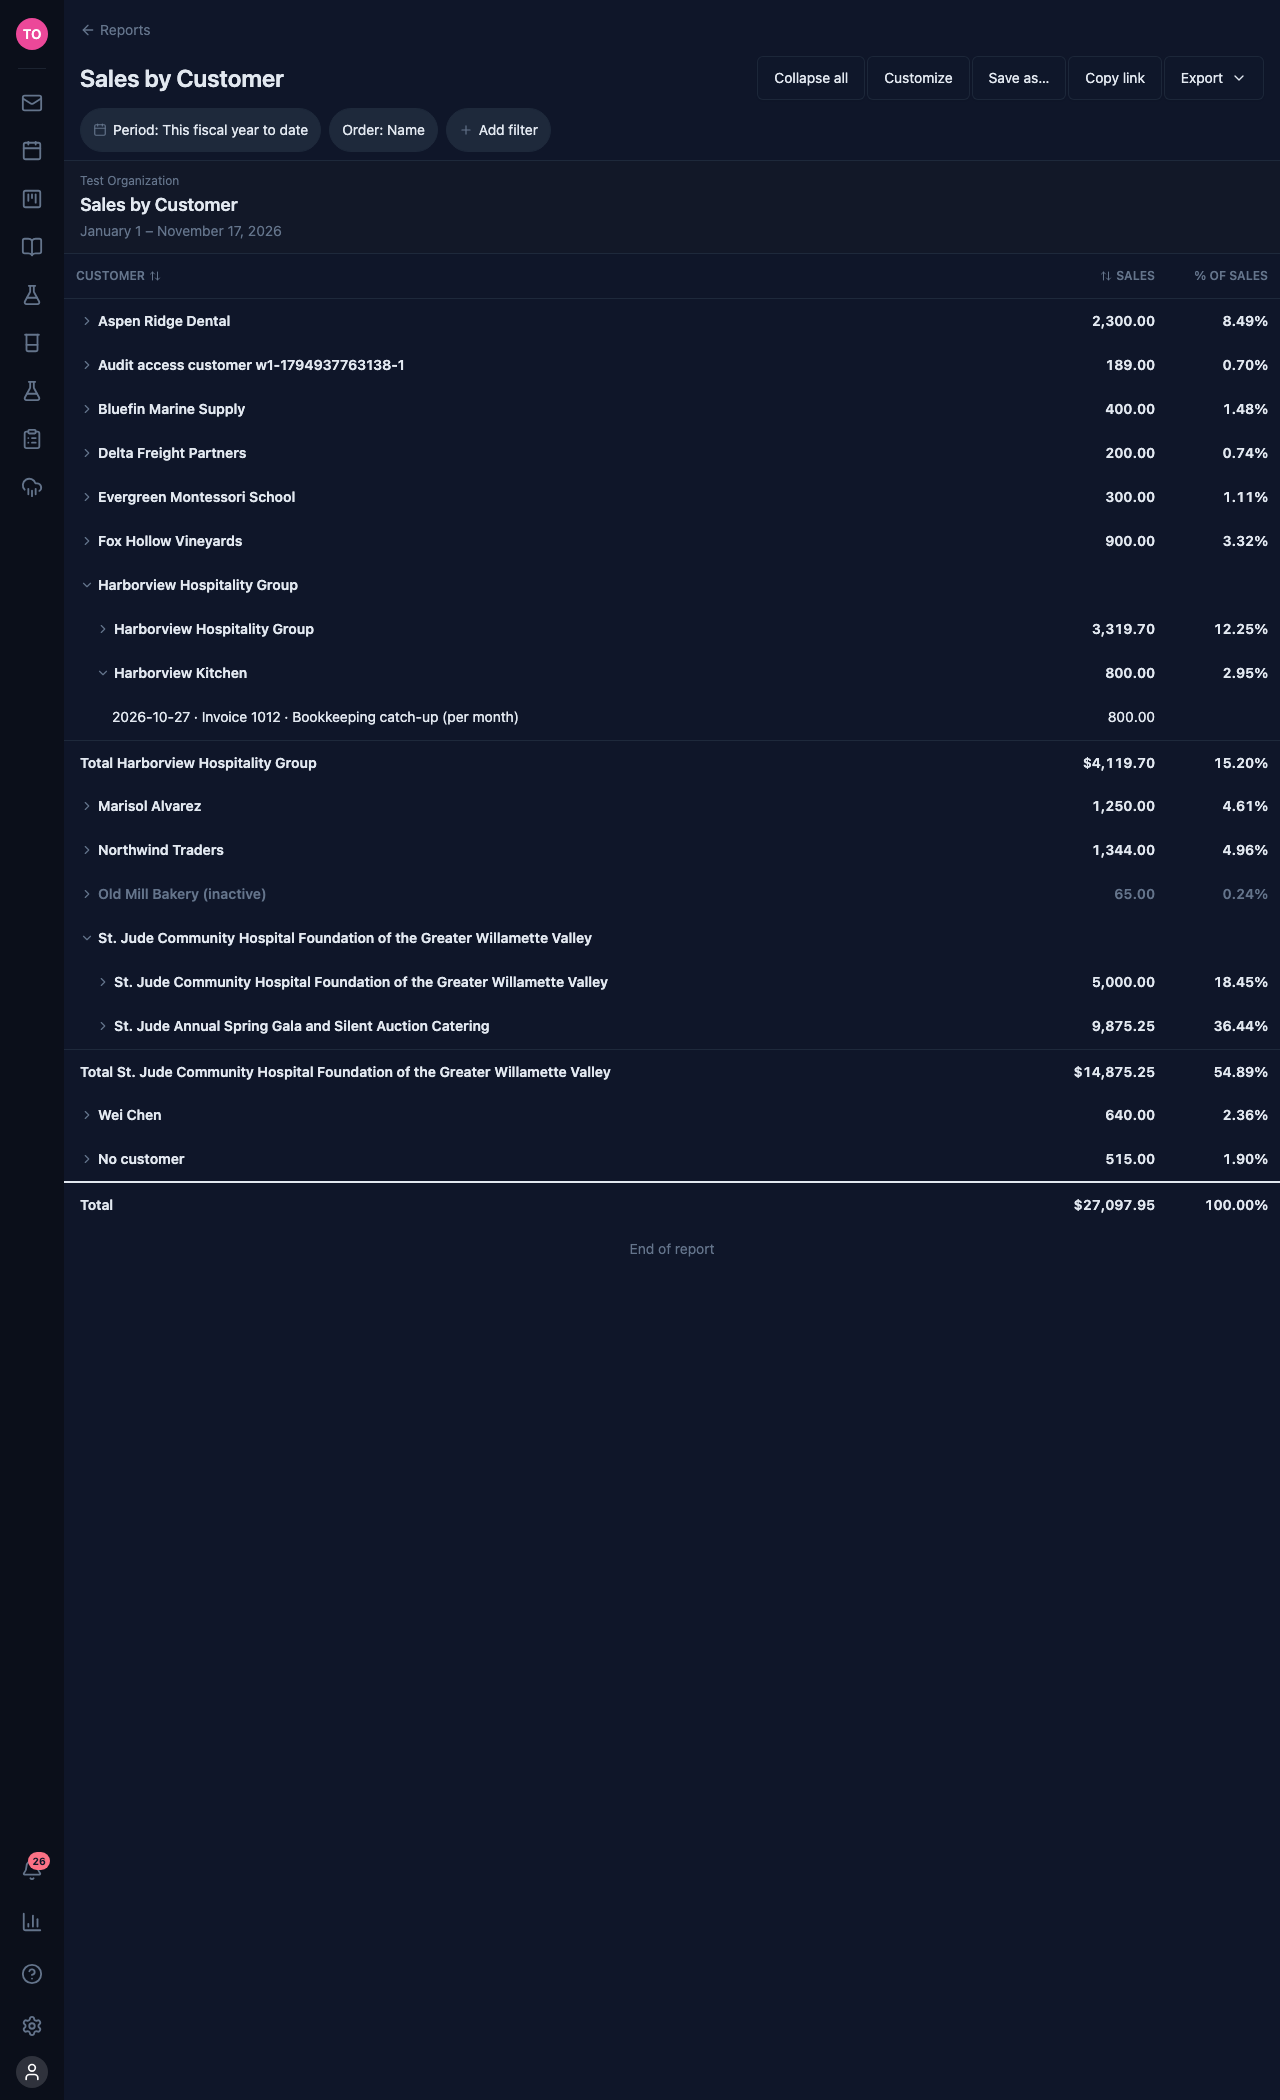 TO
Reports
Sales by Customer
Collapse all
Customize
Save as...
Copy link
Export
Period: This fiscal year to date
Order: Name
Add filter
Test Organization
Sales by Customer
January 1 – November 17, 2026
CUSTOMER SALES % OF SALES
Aspen Ridge Dental 2,300.00 8.49%
Audit access customer w1-1794937763138-1 189.00 0.70%
Bluefin Marine Supply 400.00 1.48%
Delta Freight Partners 200.00 0.74%
Evergreen Montessori School 300.00 1.11%
Fox Hollow Vineyards 900.00 3.32%
Harborview Hospitality Group
Harborview Hospitality Group 3,319.70 12.25%
Harborview Kitchen 800.00 2.95%
2026-10-27 · Invoice 1012 · Bookkeeping catch-up (per month) 800.00
Total Harborview Hospitality Group $4,119.70 15.20%
Marisol Alvarez 1,250.00 4.61%
Northwind Traders 1,344.00 4.96%
Old Mill Bakery (inactive) 65.00 0.24%
St. Jude Community Hospital Foundation of the Greater Willamette Valley
St. Jude Community Hospital Foundation of the Greater Willamette Valley 5,000.00 18.45%
St. Jude Annual Spring Gala and Silent Auction Catering 9,875.25 36.44%
Total St. Jude Community Hospital Foundation of the Greater Willamette Valley $14,875.25 54.89%
Wei Chen 640.00 2.36%
No customer 515.00 1.90%
Total $27,097.95 100.00%
End of report
26